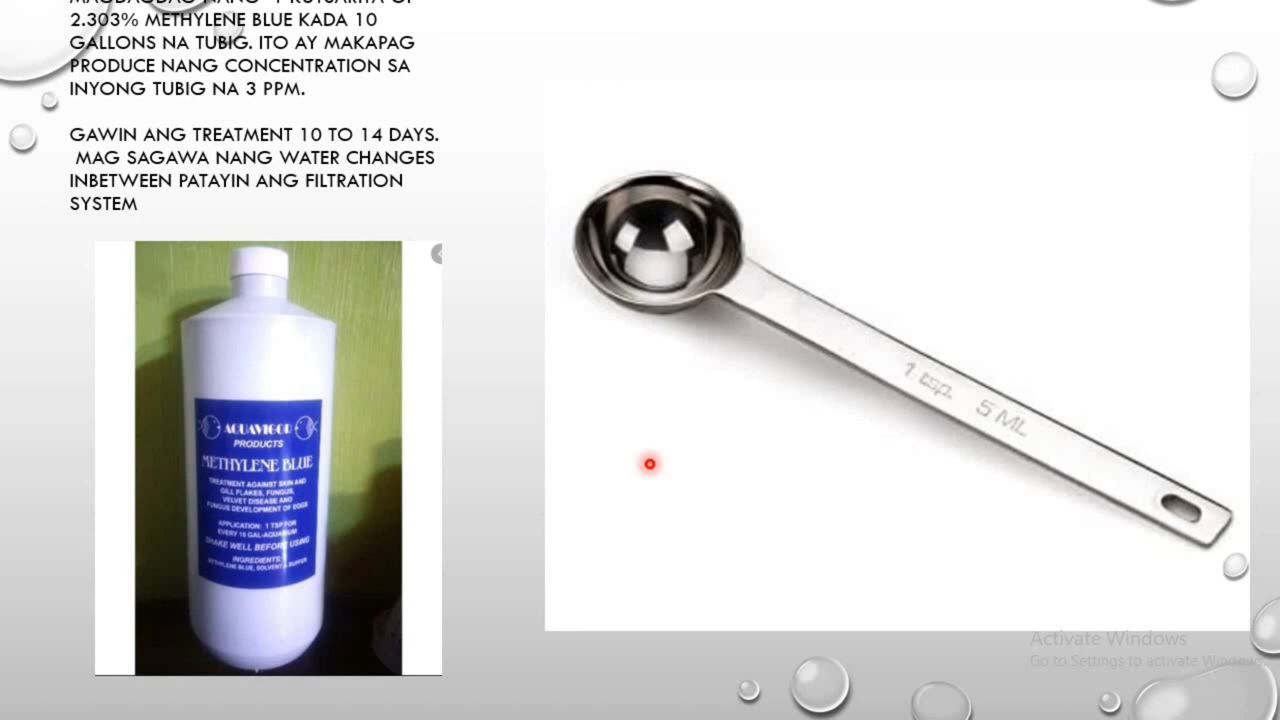 2.303% METHYLENE BLUE KADA 10
GALLONS NA TUBIG. ITO AY MAKAPAG
PRODUCE NANG CONCENTRATION SA
INYONG TUBIG NA 3 PPM.
GAWIN ANG TREATMENT 10 TO 14 DAYS.
MAG SAGAWA NANG WATER CHANGES
INBETWEEN PATAYIN ANG FILTRATION
SYSTEM
AQUAVIGOR
PRODUCTS
METHYLENE BLUE
TREATMENT AGAINST SKIN AND
GILL FLAKES, FUNGUS,
VELVET DISEASE AND
FUNGUS DEVELOPMENT OF EGGS
APPLICATION: 1 TSP FOR
EVERY 10 GAL-AQUARIUM
SHAKE WELL BEFORE USING
INGREDIENTS:
METHYLENE BLUE, SOLVENT & BUFFER
1 tsp. 5 ML
Activate Windows
Go to Settings to activate Windows.